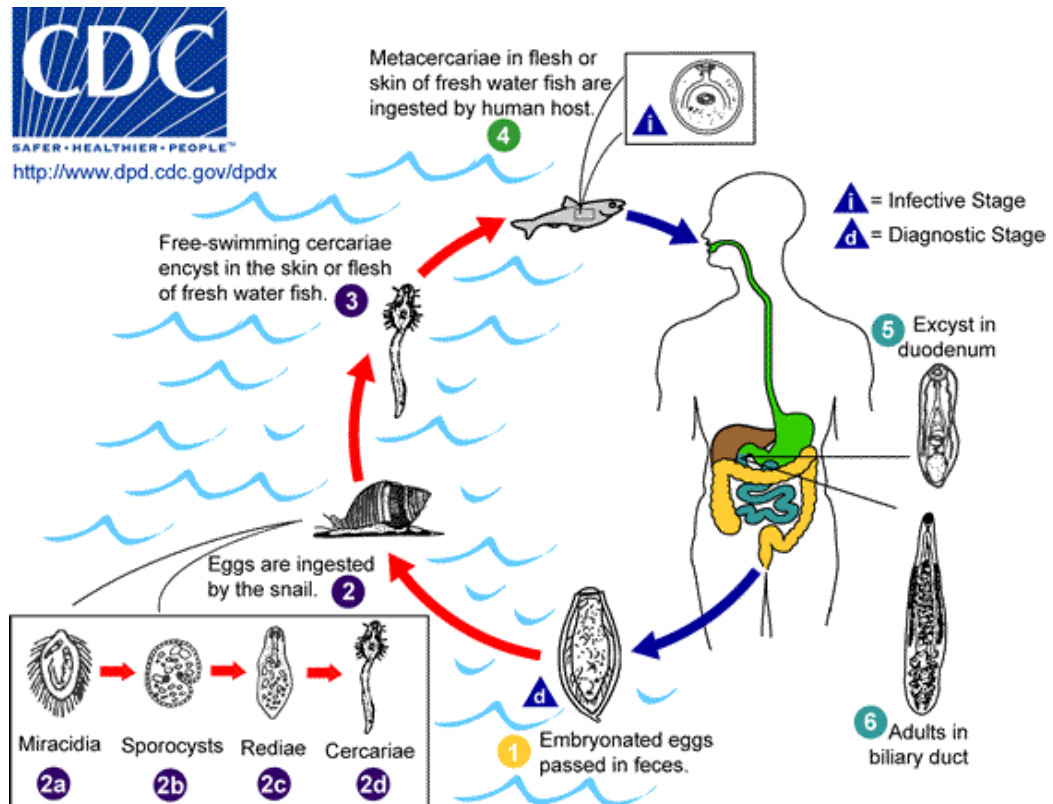 CDC
SAFER·HEALTHIER·PEOPLE™
http://www.dpd.cdc.gov/dpdx
Metacercariae in flesh or
skin of fresh water fish are
ingested by human host.
4
i
i = Infective Stage
d = Diagnostic Stage
Free-swimming cercariae
encyst in the skin or flesh
of fresh water fish. 3
5 Excyst in
duodenum
Eggs are ingested
by the snail. 2
d
1 Embryonated eggs
passed in feces.
6 Adults in
biliary duct
Miracidia Sporocysts Rediae Cercariae
2a 2b 2c 2d